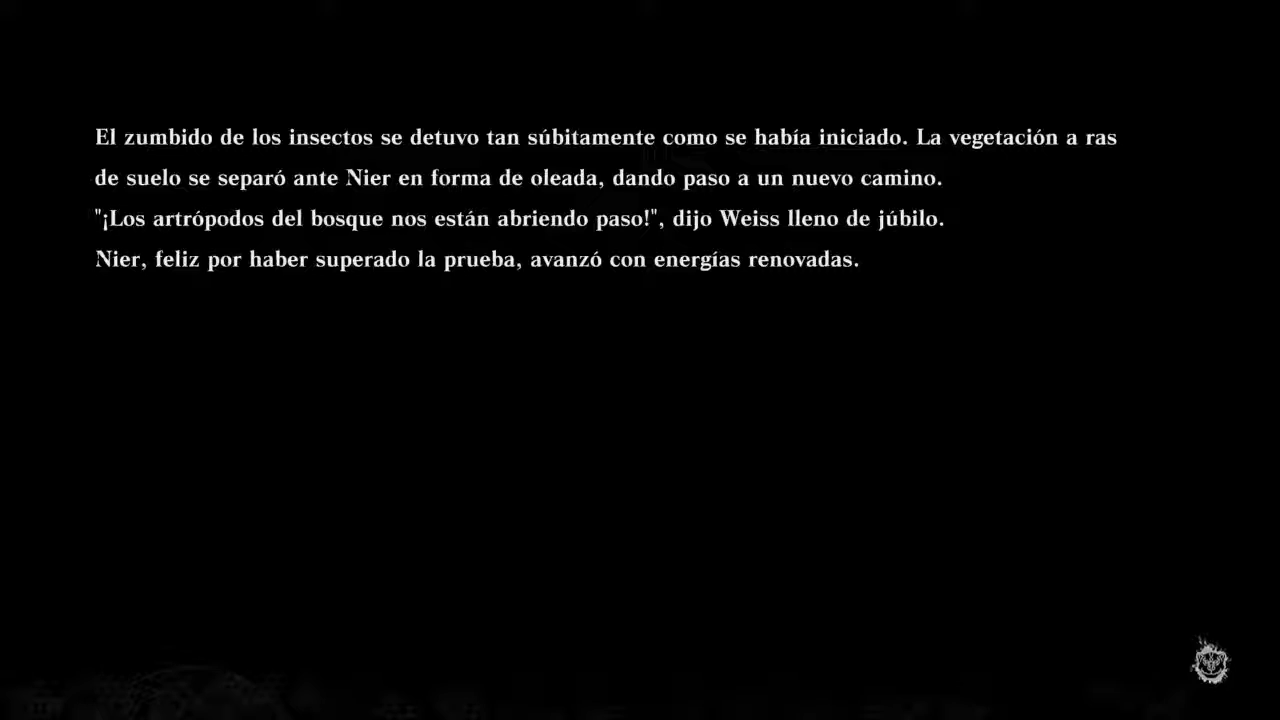 El zumbido de los insectos se detuvo tan súbitamente como se había iniciado. La vegetación a ras
de suelo se separó ante Nier en forma de oleada, dando paso a un nuevo camino.
"¡Los artrópodos del bosque nos están abriendo paso!", dijo Weiss lleno de júbilo.
Nier, feliz por haber superado la prueba, avanzó con energías renovadas.